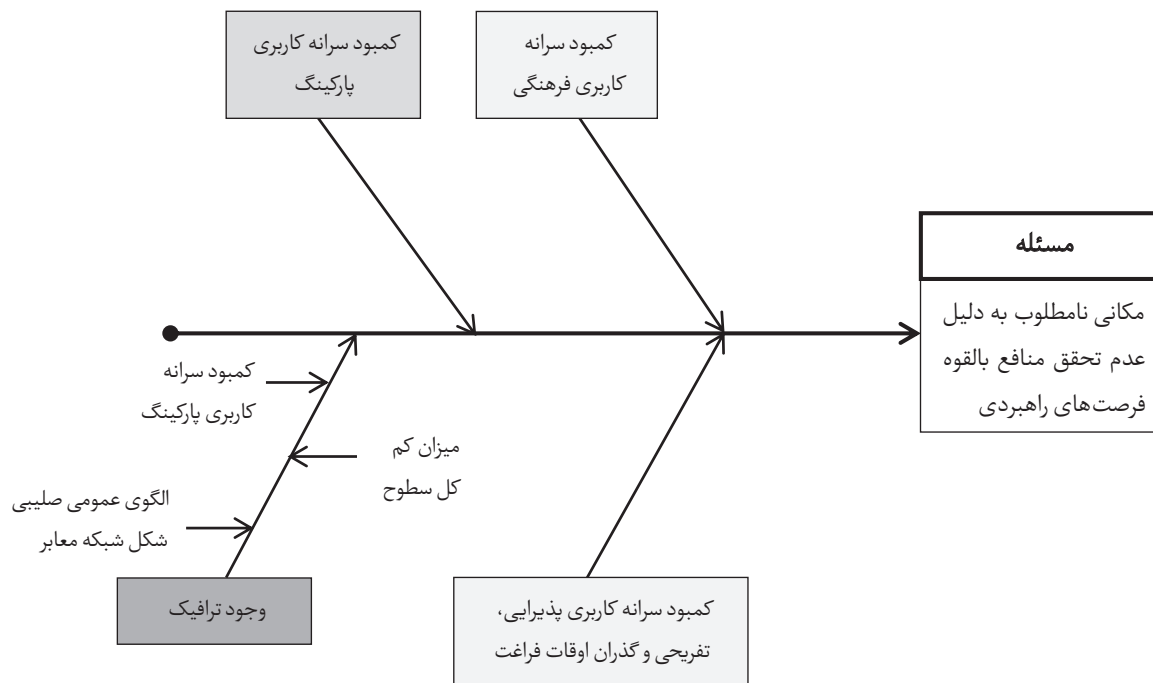 کمبود سرانه کاربری
پارکینگ
کمبود سرانه
کاربری فرهنگی
مسئله
مکانی نامطلوب به دلیل
عدم تحقق منافع بالقوه
فرصت‌های راهبردی
کمبود سرانه
کاربری پارکینگ
میزان کم
کل سطوح
الگوی عمومی صلیبی
شکل شبکه معابر
وجود ترافیک
کمبود سرانه کاربری پذیرایی،
تفریحی و گذران اوقات فراغت